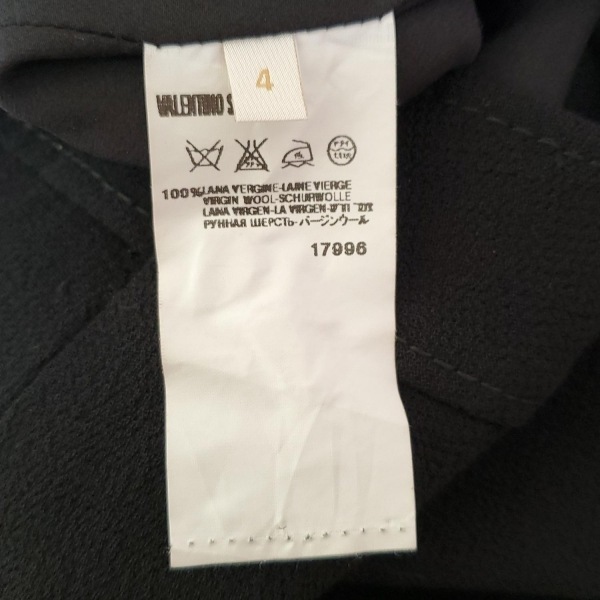 4
VALENTINO S
100% LANA VERGINE-LAINE VIERGE
VIRGIN WOOL-SCHURWOLLE
LANA VIRGEN-LA VIRGEN-
РУННАЯ ШЕРСТЬ-バージンウール
17996